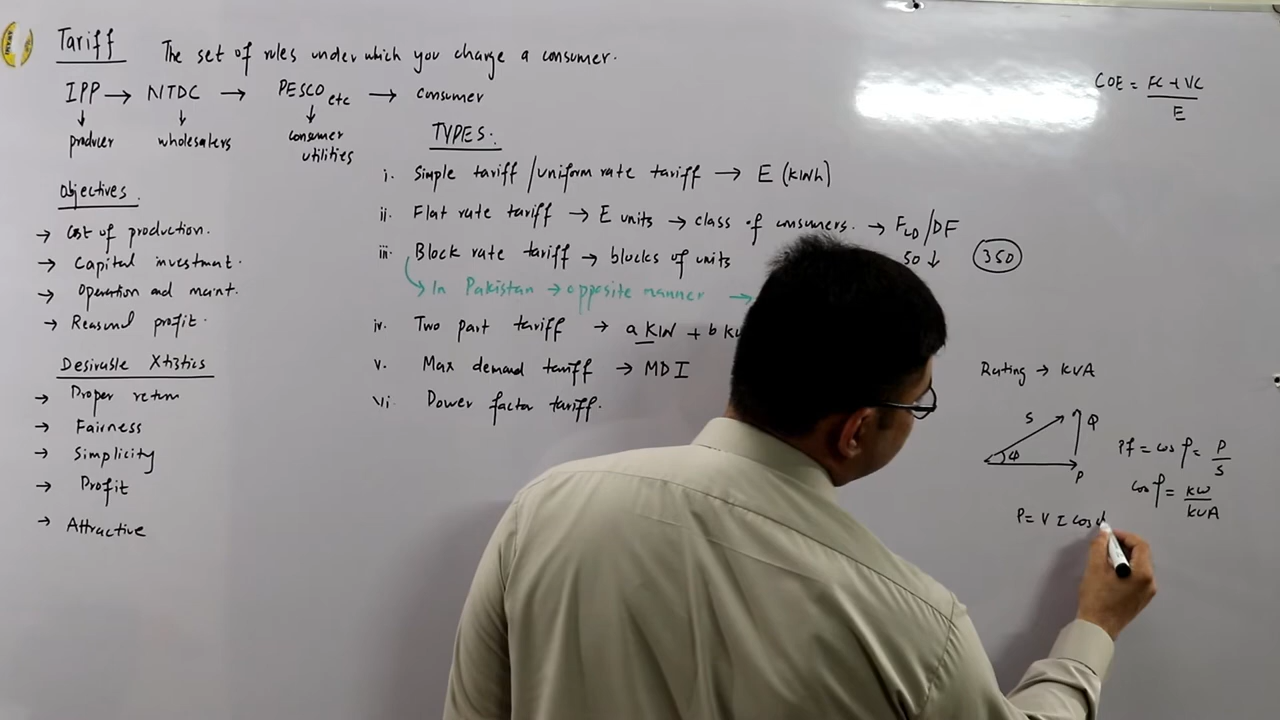 Tariff The set of rules under which you charge a consumer.
IPP → NTDC → PESCO etc → consumer
↓ ↓ ↓
producer wholesalers consumer utilities
Objectives.
→ Cost of production.
→ Capital investment.
→ Operation and maint.
→ Reasund profit.
Desirable Xtistics
→ Proper return
→ Fairness
→ Simplicity
→ Profit
→ Attractive
TYPES:.
i. Simple tariff / uniform rate tariff → E (kWh)
ii. Flat rate tariff → E units → class of consumers. → FLD/DF
50 ↓ 350
iii. Block rate tariff → blocks of units
→ In Pakistan → opposite manner →
iv. Two part tariff → a kW + b
v. Max demand tariff → MDI
vi. Power factor tariff.
COE = FC + VC
E
Rating → KVA
S Q
φ
P
Pf = cos φ = P/S
cos φ = kW/kVA
P = V I cos φ